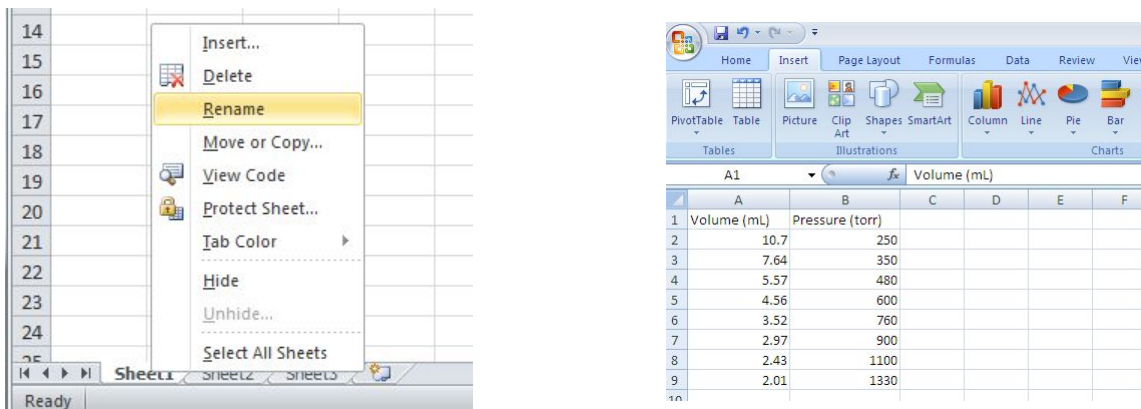 14
15
16
17
18
19
20
21
22
23
24
Insert...
Delete
Rename
Move or Copy...
View Code
Protect Sheet...
Tab Color
Hide
Unhide...
Select All Sheets
Sheet1 Sheet2 Sheet3
Ready
Home Insert Page Layout Formulas Data Review
PivotTable Table Picture Clip Art Shapes SmartArt Column Line Pie Bar
Tables Illustrations Charts
A1 fx Volume (mL)
A B C D E F
1 Volume (mL) Pressure (torr)
2 10.7 250
3 7.64 350
4 5.57 480
5 4.56 600
6 3.52 760
7 2.97 900
8 2.43 1100
9 2.01 1330